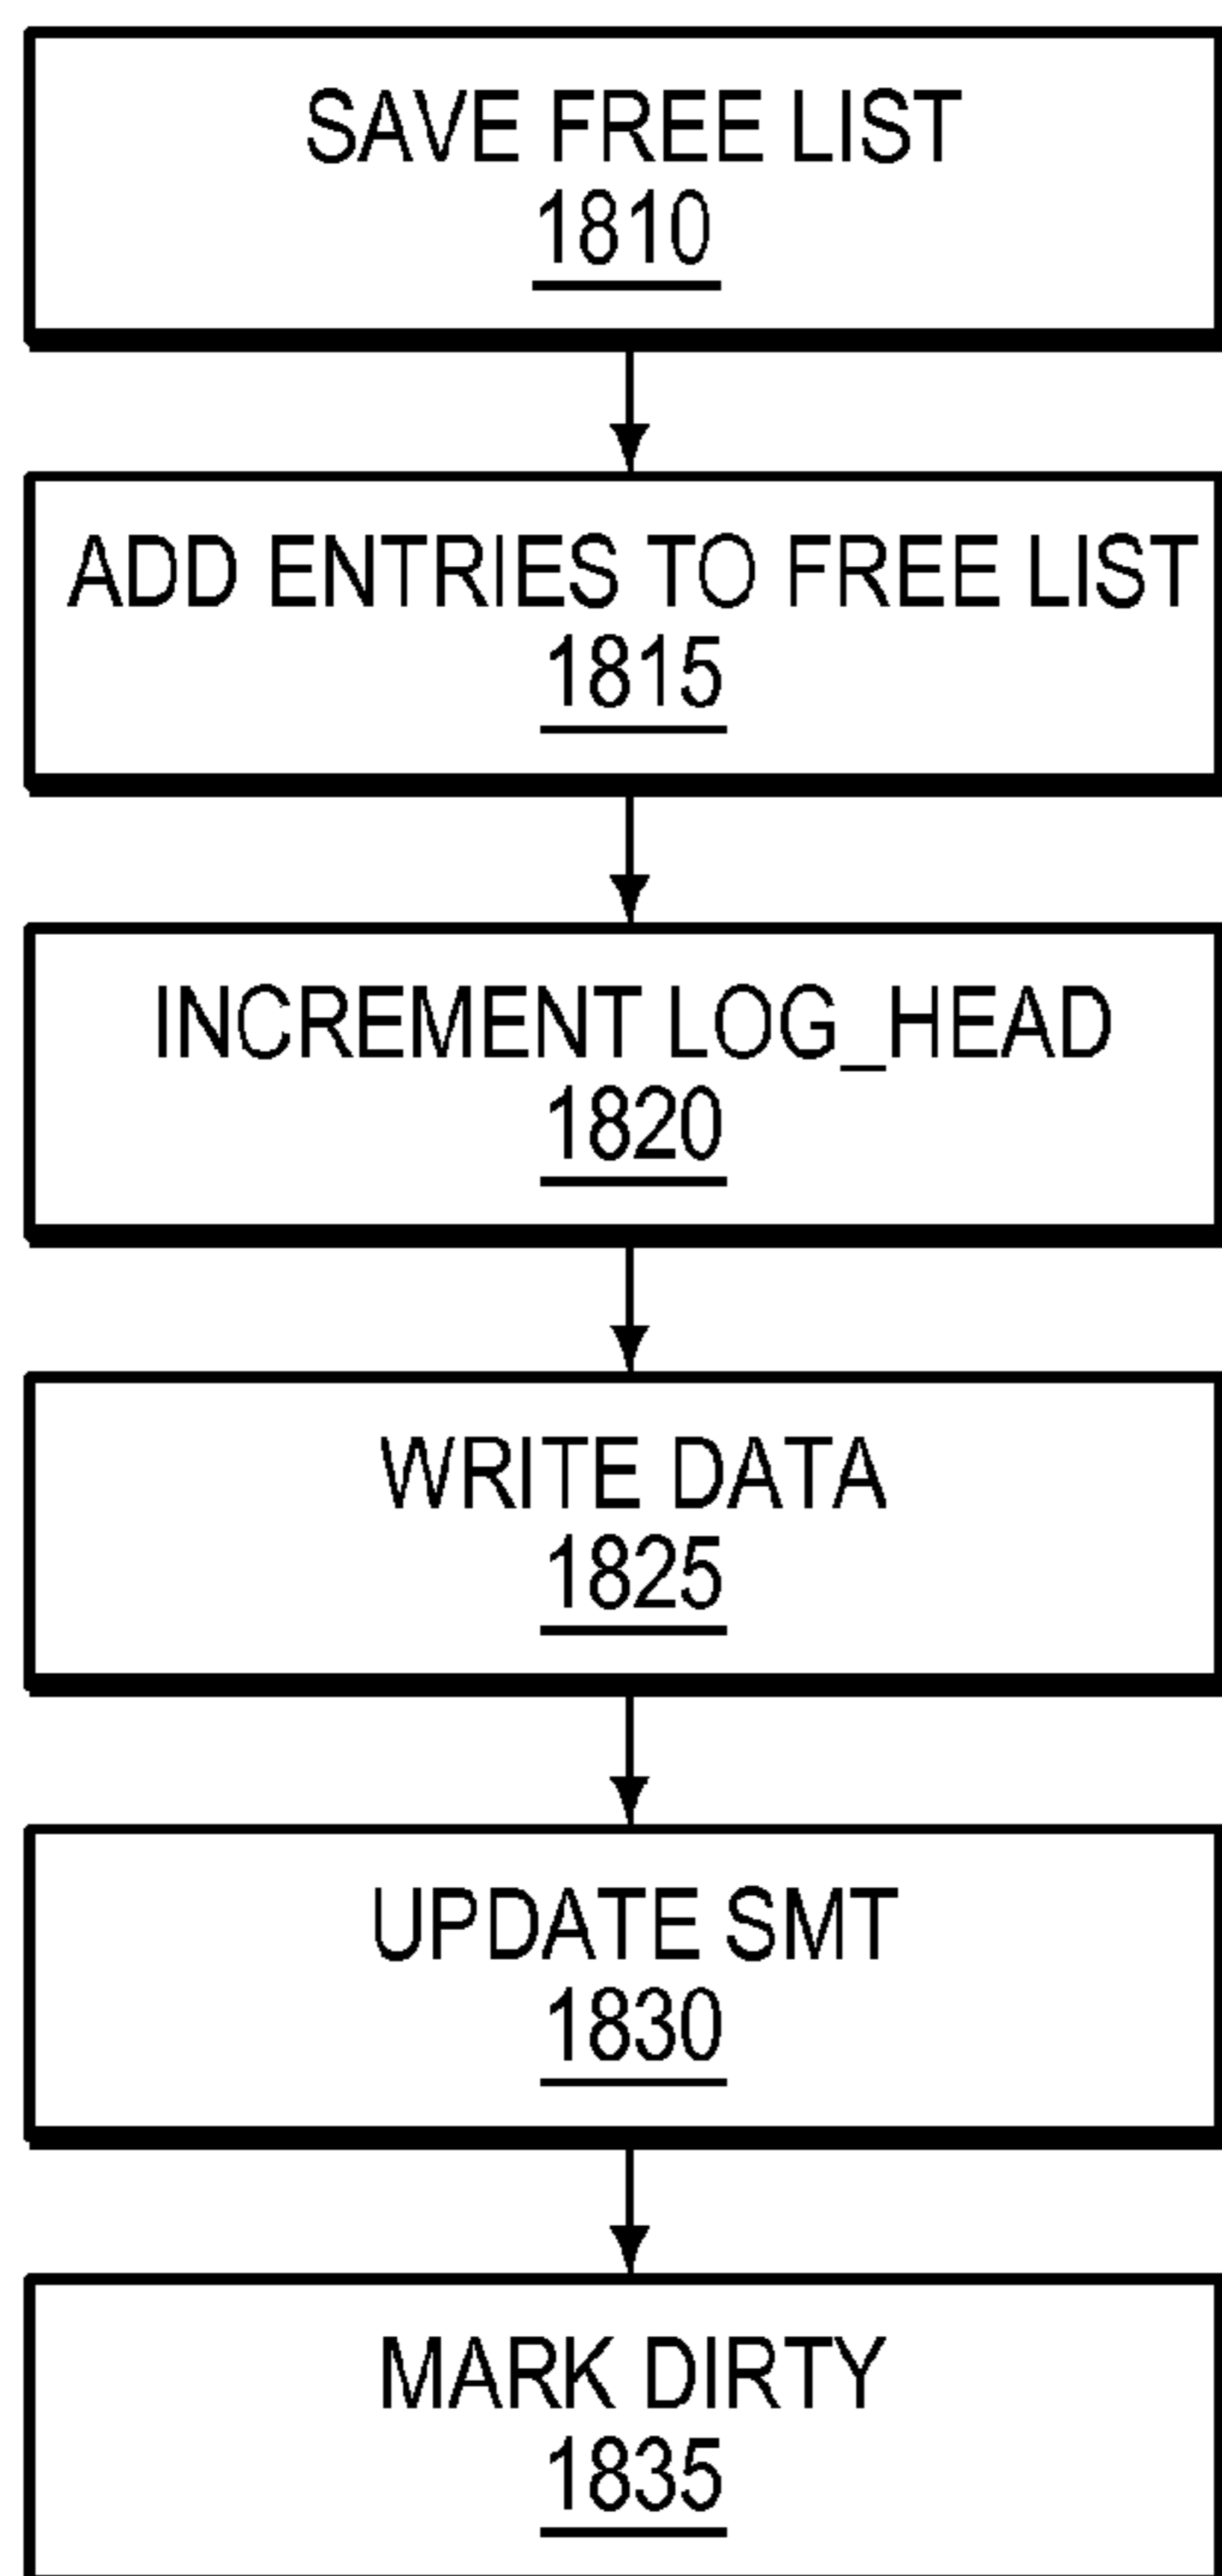 SAVE FREE LIST
1810
ADD ENTRIES TO FREE LIST
1815
INCREMENT LOG_HEAD
1820
WRITE DATA
1825
UPDATE SMT
1830
MARK DIRTY
1835